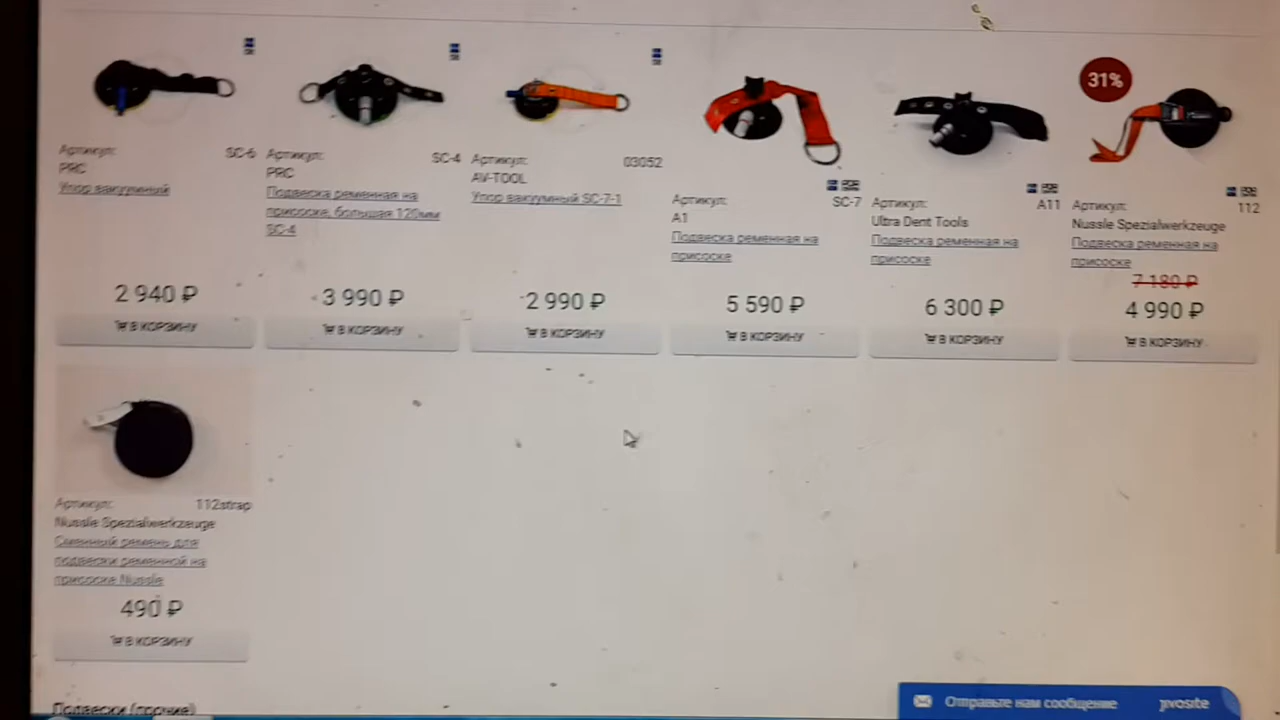 31%
Артикул: SC-6
PRC
Упор вакуумный
2 940 ₽
В КОРЗИНУ
Артикул: SC-4
PRC
Подвеска ременная на
присоске, большая 120мм
SC-4
3 990 ₽
В КОРЗИНУ
Артикул: 03052
AV-TOOL
Упор вакуумный SC-7-1
2 990 ₽
В КОРЗИНУ
Артикул: SC-7
A1
Подвеска ременная на
присоске
5 590 ₽
В КОРЗИНУ
Артикул: A11
Ultra Dent Tools
Подвеска ременная на
присоске
6 300 ₽
В КОРЗИНУ
Артикул: 112
Nussle Spezialwerkzeuge
Подвеска ременная на
присоске
7 180 ₽
4 990 ₽
В КОРЗИНУ
Артикул: 112strap
Nussle Spezialwerkzeuge
Сменный ремень для
подвески ременной на
присоске Nussle
490 ₽
В КОРЗИНУ
Подвески (прочие)
Отправьте нам сообщение jivosite